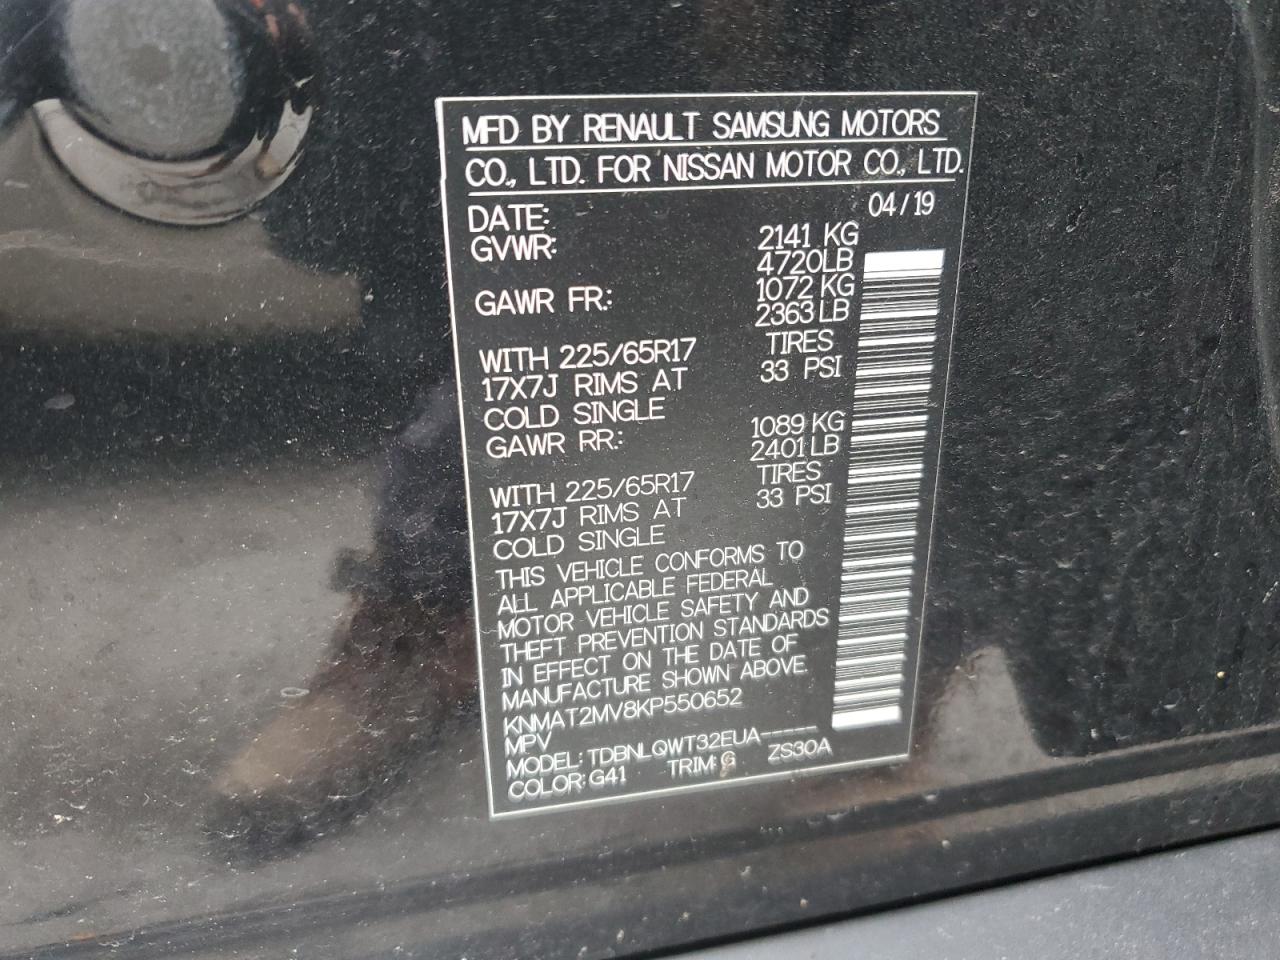 MFD BY RENAULT SAMSUNG MOTORS
CO., LTD. FOR NISSAN MOTOR CO., LTD.
DATE: 04/19
GVWR: 2141 KG
4720LB
GAWR FR.: 1072 KG
2363LB
WITH 225/65R17 TIRES
17X7J RIMS AT 33 PSI
COLD SINGLE
GAWR RR.: 1089 KG
2401LB
WITH 225/65R17 TIRES
17X7J RIMS AT 33 PSI
COLD SINGLE
THIS VEHICLE CONFORMS TO
ALL APPLICABLE FEDERAL
MOTOR VEHICLE SAFETY AND
THEFT PREVENTION STANDARDS
IN EFFECT ON THE DATE OF
MANUFACTURE SHOWN ABOVE.
KNMAT2MV8KP550652
MPV
MODEL: TDBNLQWT32EUA-----
COLOR: G41 TRIM: G ZS30A